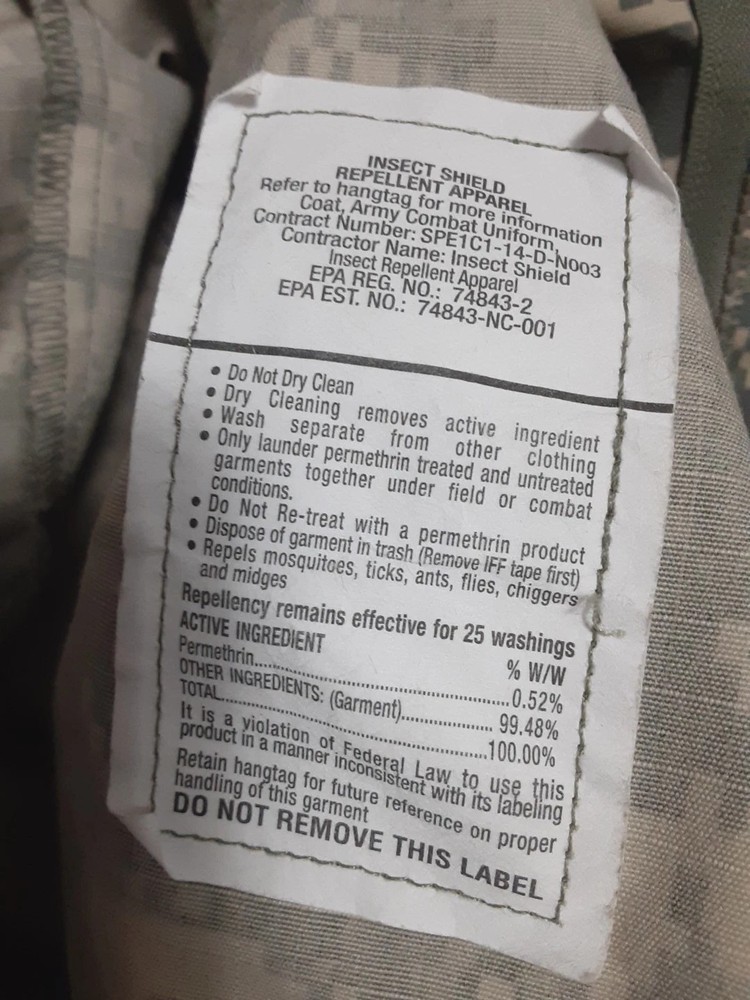 INSECT SHIELD
REPELLENT APPAREL
Refer to hangtag for more information
Coat, Army Combat Uniform,
Contract Number: SPE1C1-14-D-N003
Contractor Name: Insect Shield
Insect Repellent Apparel
EPA REG. NO.: 74843-2
EPA EST. NO.: 74843-NC-001
• Do Not Dry Clean
• Dry Cleaning removes active ingredient
• Wash separate from other clothing
• Only launder permethrin treated and untreated
garments together under field or combat
conditions.
• Do Not Re-treat with a permethrin product
• Dispose of garment in trash (Remove IFF tape first)
• Repels mosquitoes, ticks, ants, flies, chiggers
and midges
Repellency remains effective for 25 washings
ACTIVE INGREDIENT % W/W
Permethrin..............................................0.52%
OTHER INGREDIENTS: (Garment)................. 99.48%
TOTAL....................................................100.00%
It is a violation of Federal Law to use this
product in a manner inconsistent with its labeling
Retain hangtag for future reference on proper
handling of this garment
DO NOT REMOVE THIS LABEL